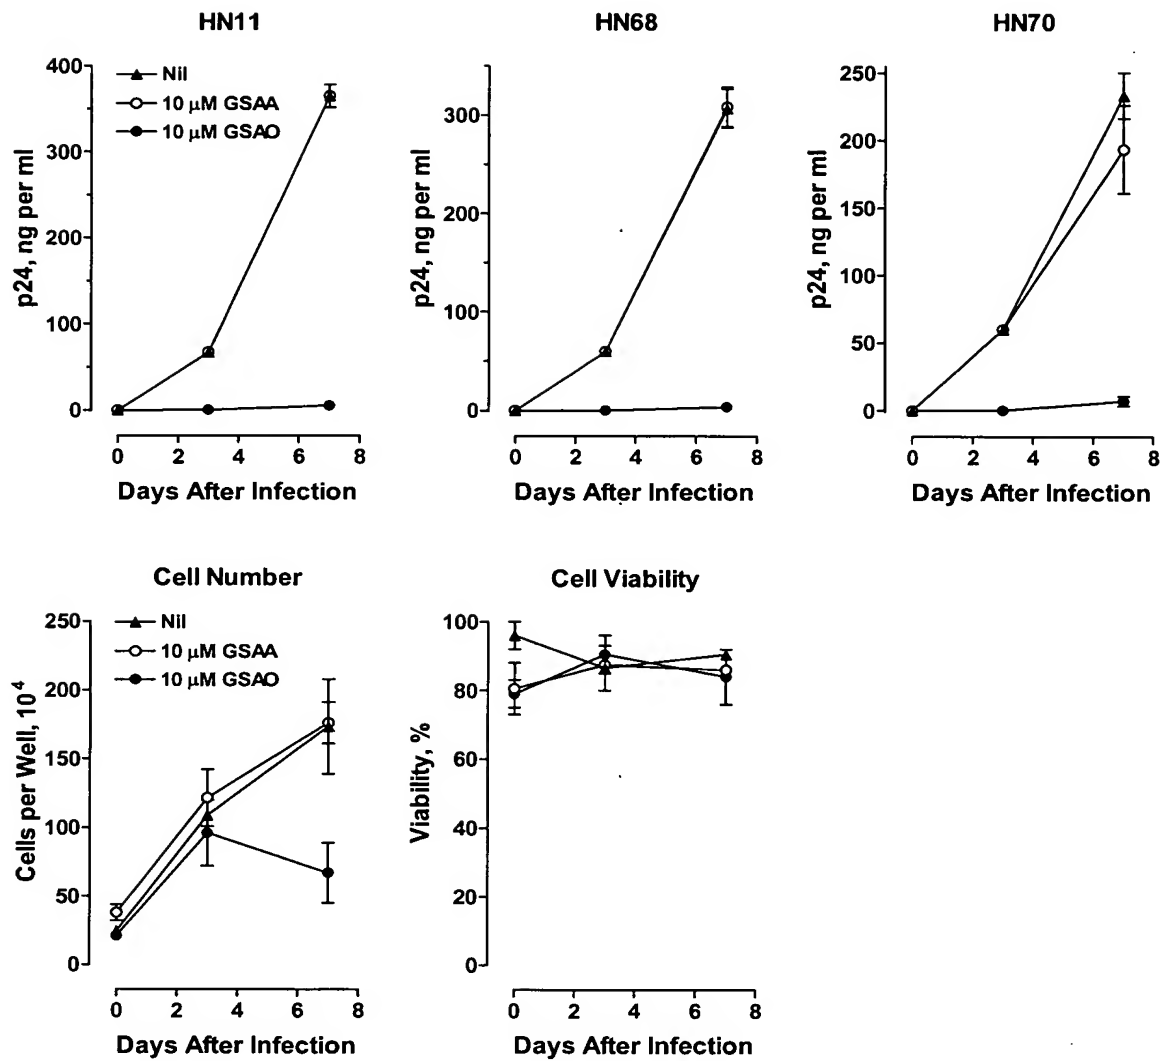 HN11
HN68
HN70
Nil
10 μM GSAA
10 μM GSAO
400
300
200
100
0
p24, ng per ml
0 2 4 6 8
Days After Infection
300
200
100
0
p24, ng per ml
0 2 4 6 8
Days After Infection
250
200
150
100
50
0
p24, ng per ml
0 2 4 6 8
Days After Infection
Cell Number
Nil
10 μM GSAA
10 μM GSAO
250
200
150
100
50
0
Cells per Well, 10⁴
0 2 4 6 8
Days After Infection
Cell Viability
100
80
60
40
20
0
Viability, %
0 2 4 6 8
Days After Infection